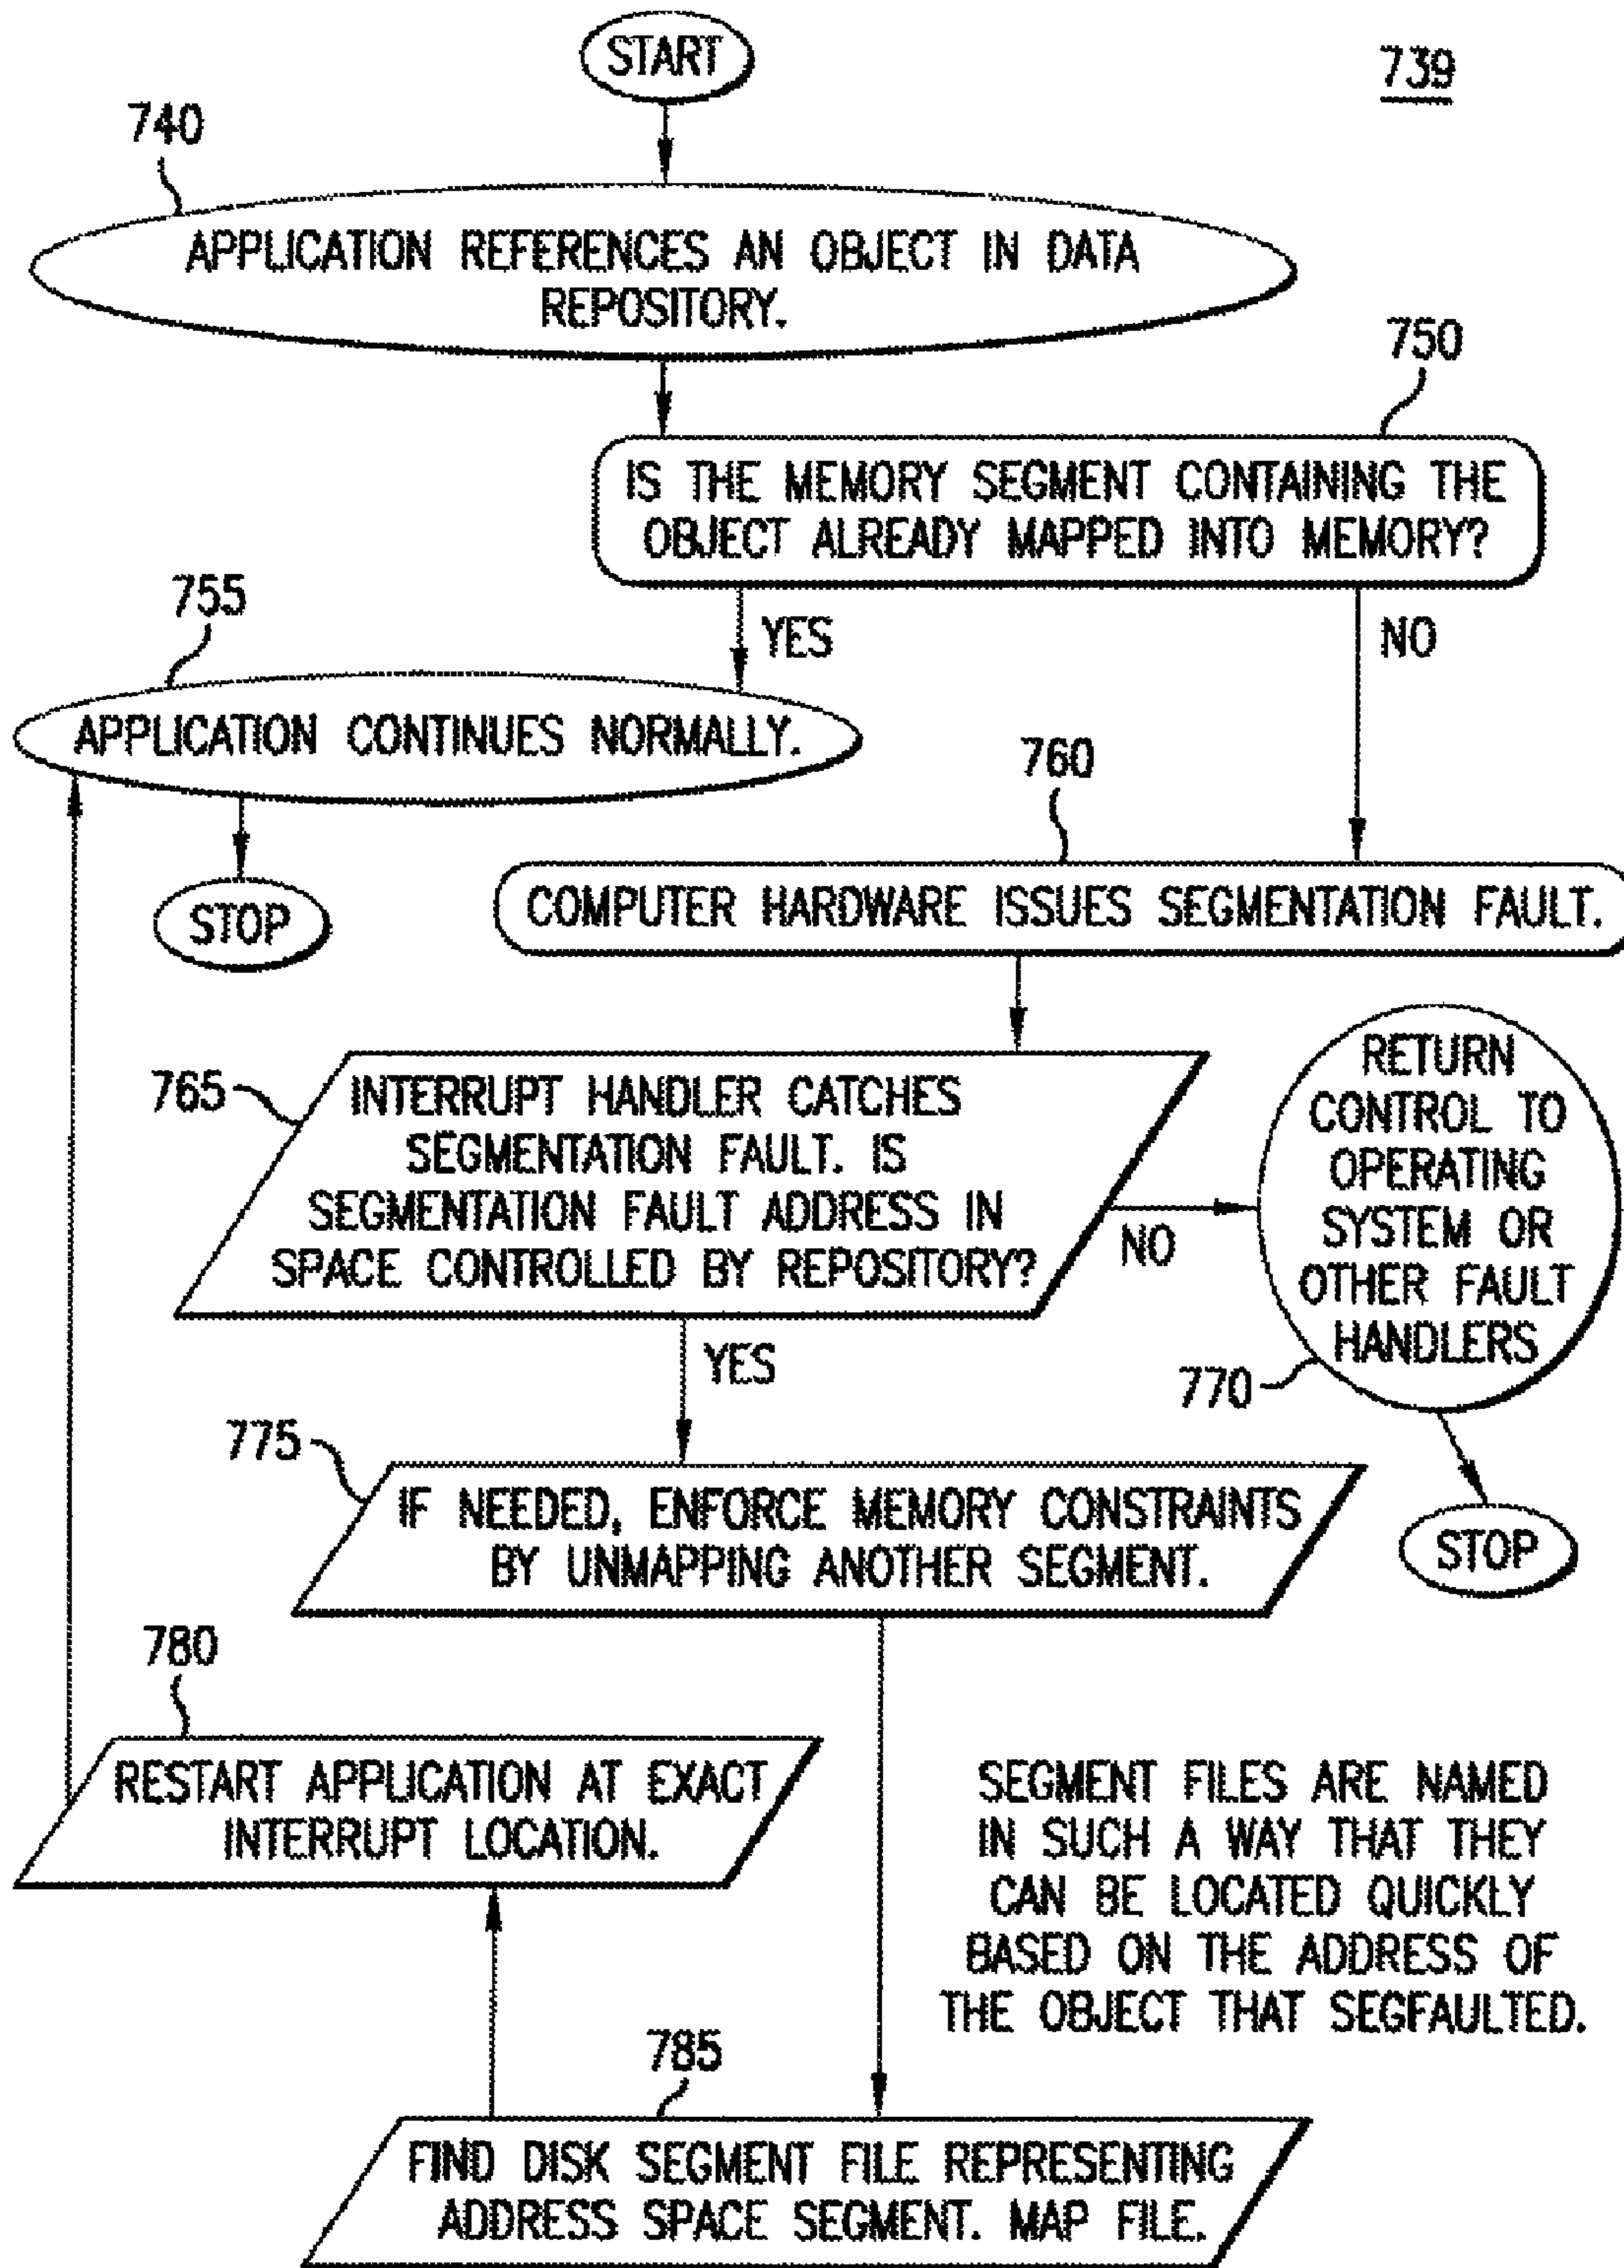 START
739
740
APPLICATION REFERENCES AN OBJECT IN DATA
REPOSITORY.
750
IS THE MEMORY SEGMENT CONTAINING THE
OBJECT ALREADY MAPPED INTO MEMORY?
755
YES
NO
APPLICATION CONTINUES NORMALLY.
760
STOP
COMPUTER HARDWARE ISSUES SEGMENTATION FAULT.
765
INTERRUPT HANDLER CATCHES
SEGMENTATION FAULT. IS
SEGMENTATION FAULT ADDRESS IN
SPACE CONTROLLED BY REPOSITORY?
NO
RETURN
CONTROL TO
OPERATING
SYSTEM OR
OTHER FAULT
HANDLERS
770
YES
775
IF NEEDED, ENFORCE MEMORY CONSTRAINTS
BY UNMAPPING ANOTHER SEGMENT.
STOP
780
RESTART APPLICATION AT EXACT
INTERRUPT LOCATION.
SEGMENT FILES ARE NAMED
IN SUCH A WAY THAT THEY
CAN BE LOCATED QUICKLY
BASED ON THE ADDRESS OF
THE OBJECT THAT SEGFAULTED.
785
FIND DISK SEGMENT FILE REPRESENTING
ADDRESS SPACE SEGMENT. MAP FILE.